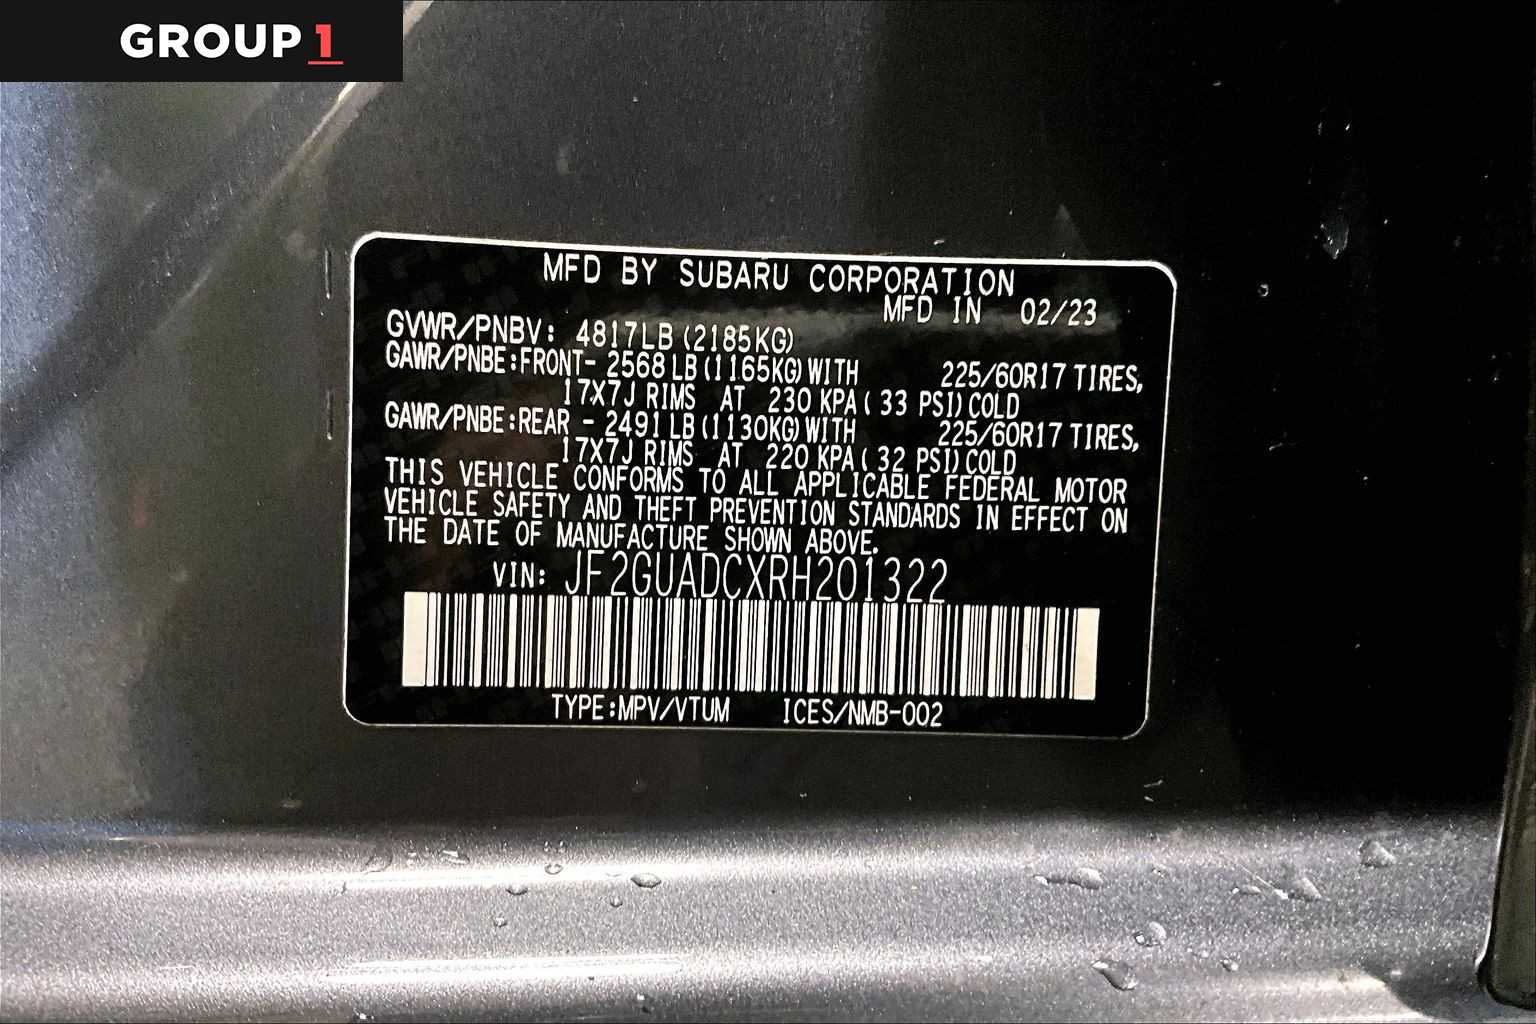 GROUP 1
MFD BY SUBARU CORPORATION
MFD IN 02/23
GVWR/PNBV: 4817LB (2185KG)
GAWR/PNBE:FRONT- 2568 LB (1165KG) WITH 225/60R17 TIRES,
17X7J RIMS AT 230 KPA ( 33 PSI) COLD
GAWR/PNBE:REAR - 2491 LB (1130KG) WITH 225/60R17 TIRES,
17X7J RIMS AT 220 KPA ( 32 PSI) COLD
THIS VEHICLE CONFORMS TO ALL APPLICABLE FEDERAL MOTOR
VEHICLE SAFETY AND THEFT PREVENTION STANDARDS IN EFFECT ON
THE DATE OF MANUFACTURE SHOWN ABOVE.
VIN: JF2GUADCXRH201322
TYPE:MPV/VTUM ICES/NMB-002